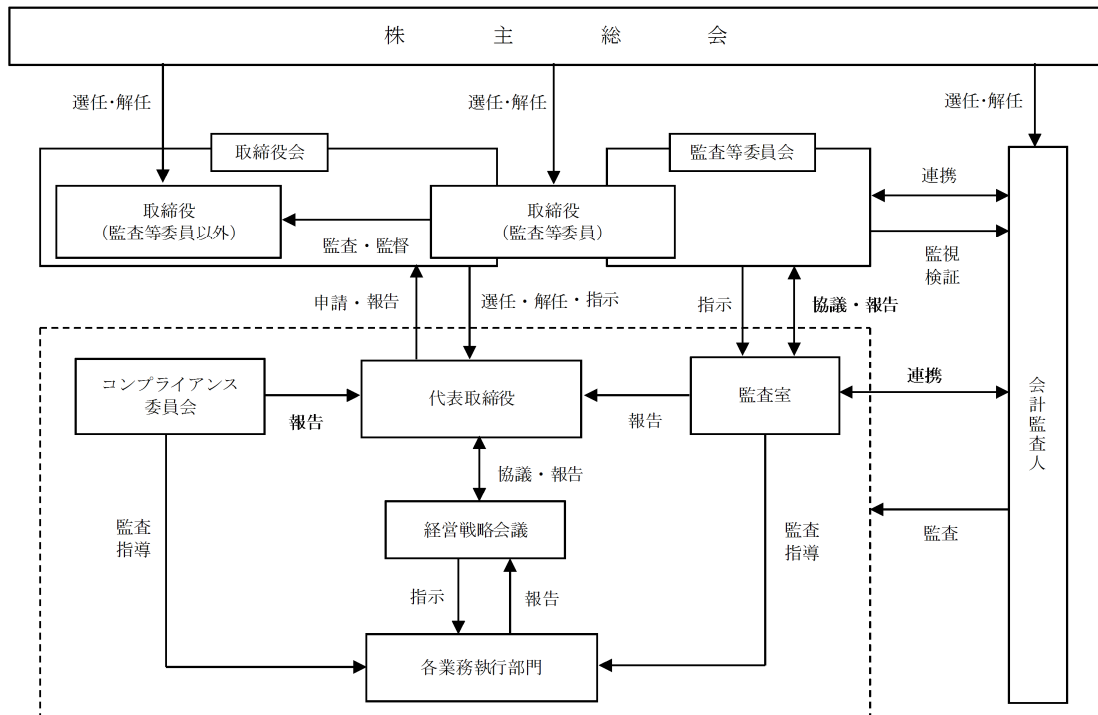 株主総会
選任・解任
選任・解任
選任・解任
取締役会
監査等委員会
取締役
（監査等委員以外）
取締役
（監査等委員）
監査・監督
連携
監視
検証
申請・報告
選任・解任・指示
指示
協議・報告
コンプライアンス
委員会
報告
代表取締役
報告
監査室
連携
会計監査人
協議・報告
経営戦略会議
監査
指導
監査
指導
監査
指示
報告
各業務執行部門